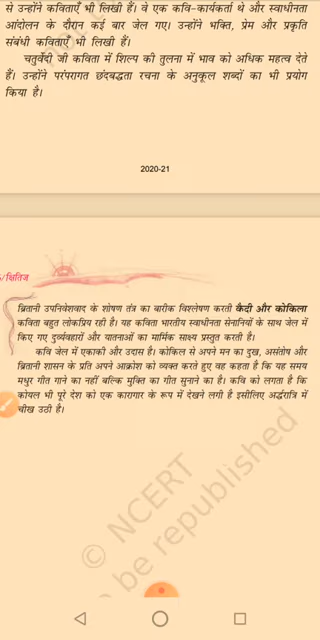 से उन्होंने कविताएँ भी लिखी हैं। वे एक कवि-कार्यकर्ता थे और स्वाधीनता
आंदोलन के दौरान कई बार जेल गए। उन्होंने भक्ति, प्रेम और प्रकृति
संबंधी कविताएँ भी लिखी हैं।
चतुर्वेदी जी कविता में शिल्प की तुलना में भाव को अधिक महत्व देते
हैं। उन्होंने परंपरागत छंदबद्धता रचना के अनुकूल शब्दों का भी प्रयोग
किया है।
2020-21
/क्षितिज
ब्रितानी उपनिवेशवाद के शोषण तंत्र का बारीक विश्लेषण करती कैदी और कोकिला
कविता बहुत लोकप्रिय रही है। यह कविता भारतीय स्वाधीनता सेनानियों के साथ जेल में
किए गए दुर्व्यवहारों और यातनाओं का मार्मिक साक्ष्य प्रस्तुत करती है।
कवि जेल में एकाकी और उदास है। कोकिल से अपने मन का दुख, असंतोष और
ब्रितानी शासन के प्रति अपने आक्रोश को व्यक्त करते हुए वह कहता है कि यह समय
मधुर गीत गाने का नहीं बल्कि मुक्ति का गीत सुनाने का है। कवि को लगता है कि
कोयल भी पूरे देश को एक कारागार के रूप में देखने लगी है इसीलिए अर्द्धरात्रि में
चीख उठी है।
© NCERT
be republished